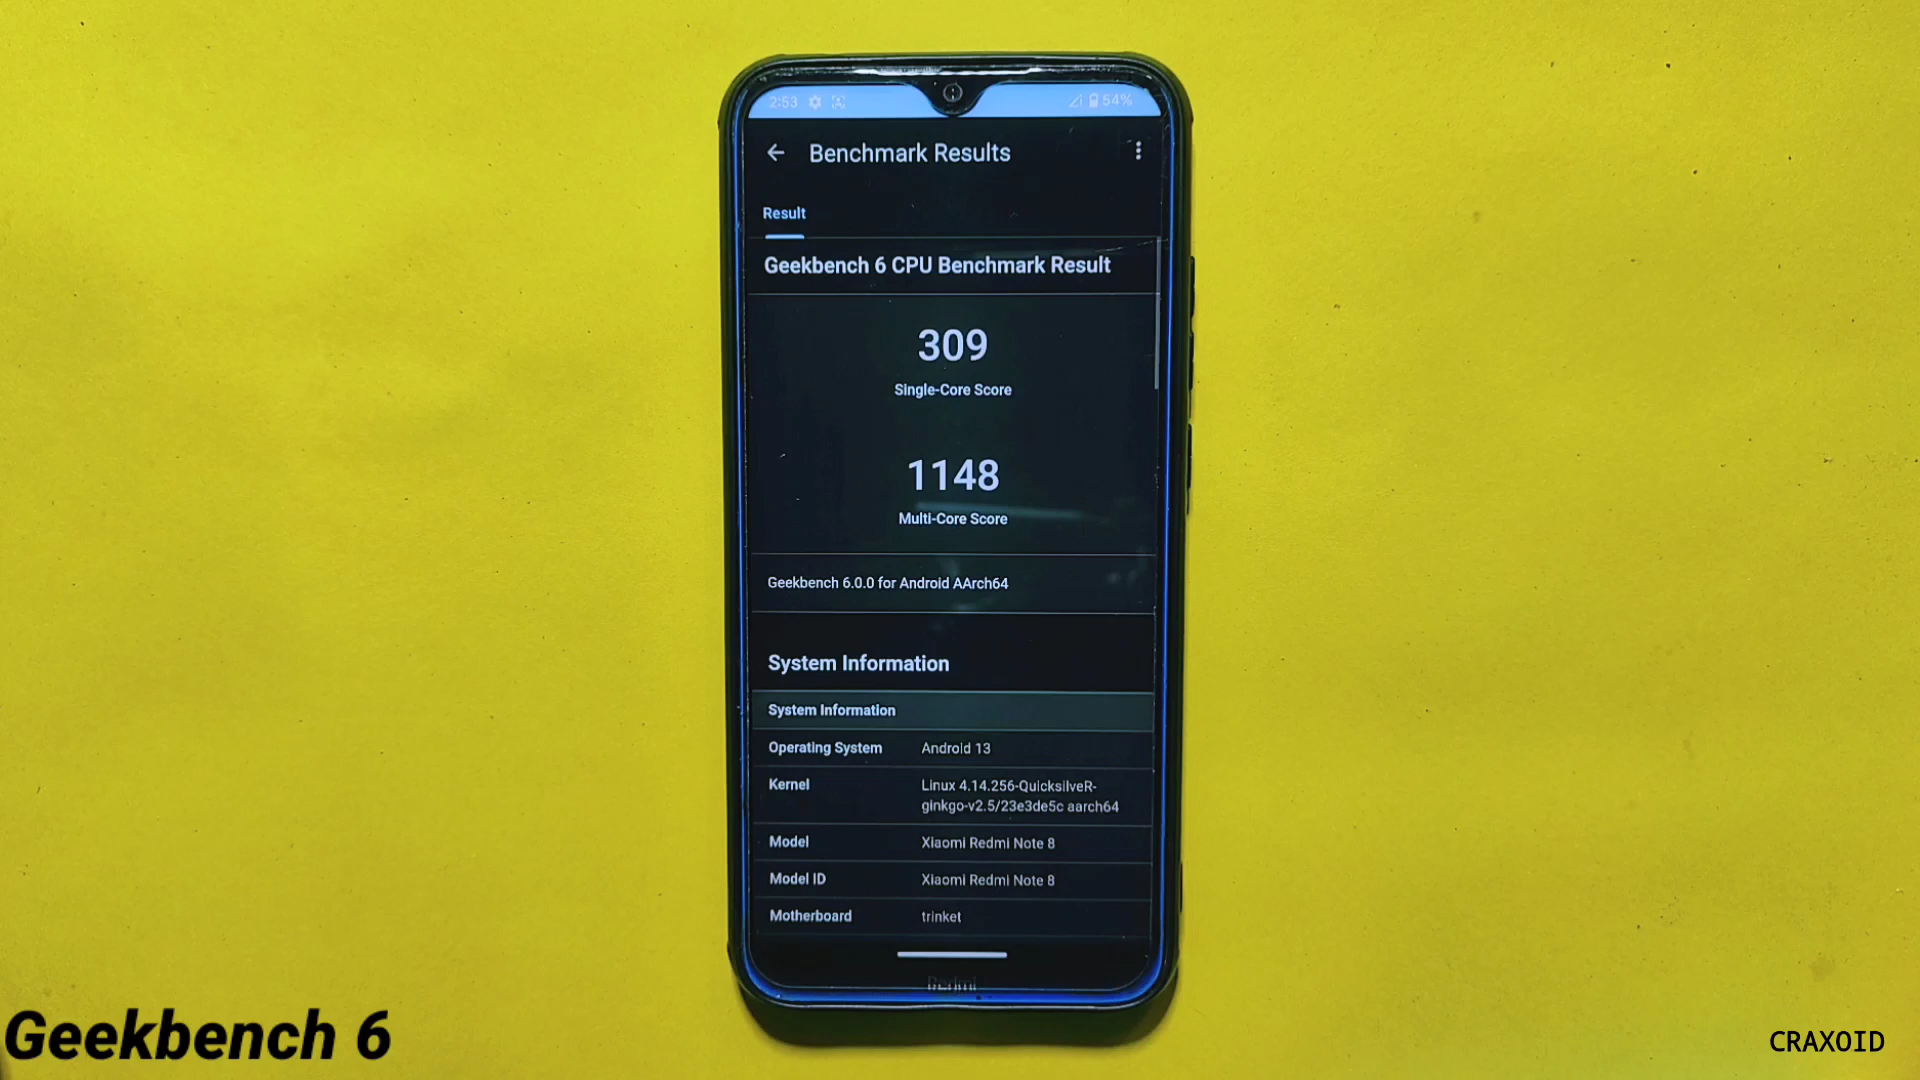 2:53 54%
Benchmark Results
Result
Geekbench 6 CPU Benchmark Result
309
Single-Core Score
1148
Multi-Core Score
Geekbench 6.0.0 for Android AArch64
System Information
System Information
Operating System Android 13
Kernel Linux 4.14.256-QuicksilveR-
ginkgo-v2.5/23e3de5c aarch64
Model Xiaomi Redmi Note 8
Model ID Xiaomi Redmi Note 8
Motherboard trinket
Redmi
Geekbench 6
CRAXOID